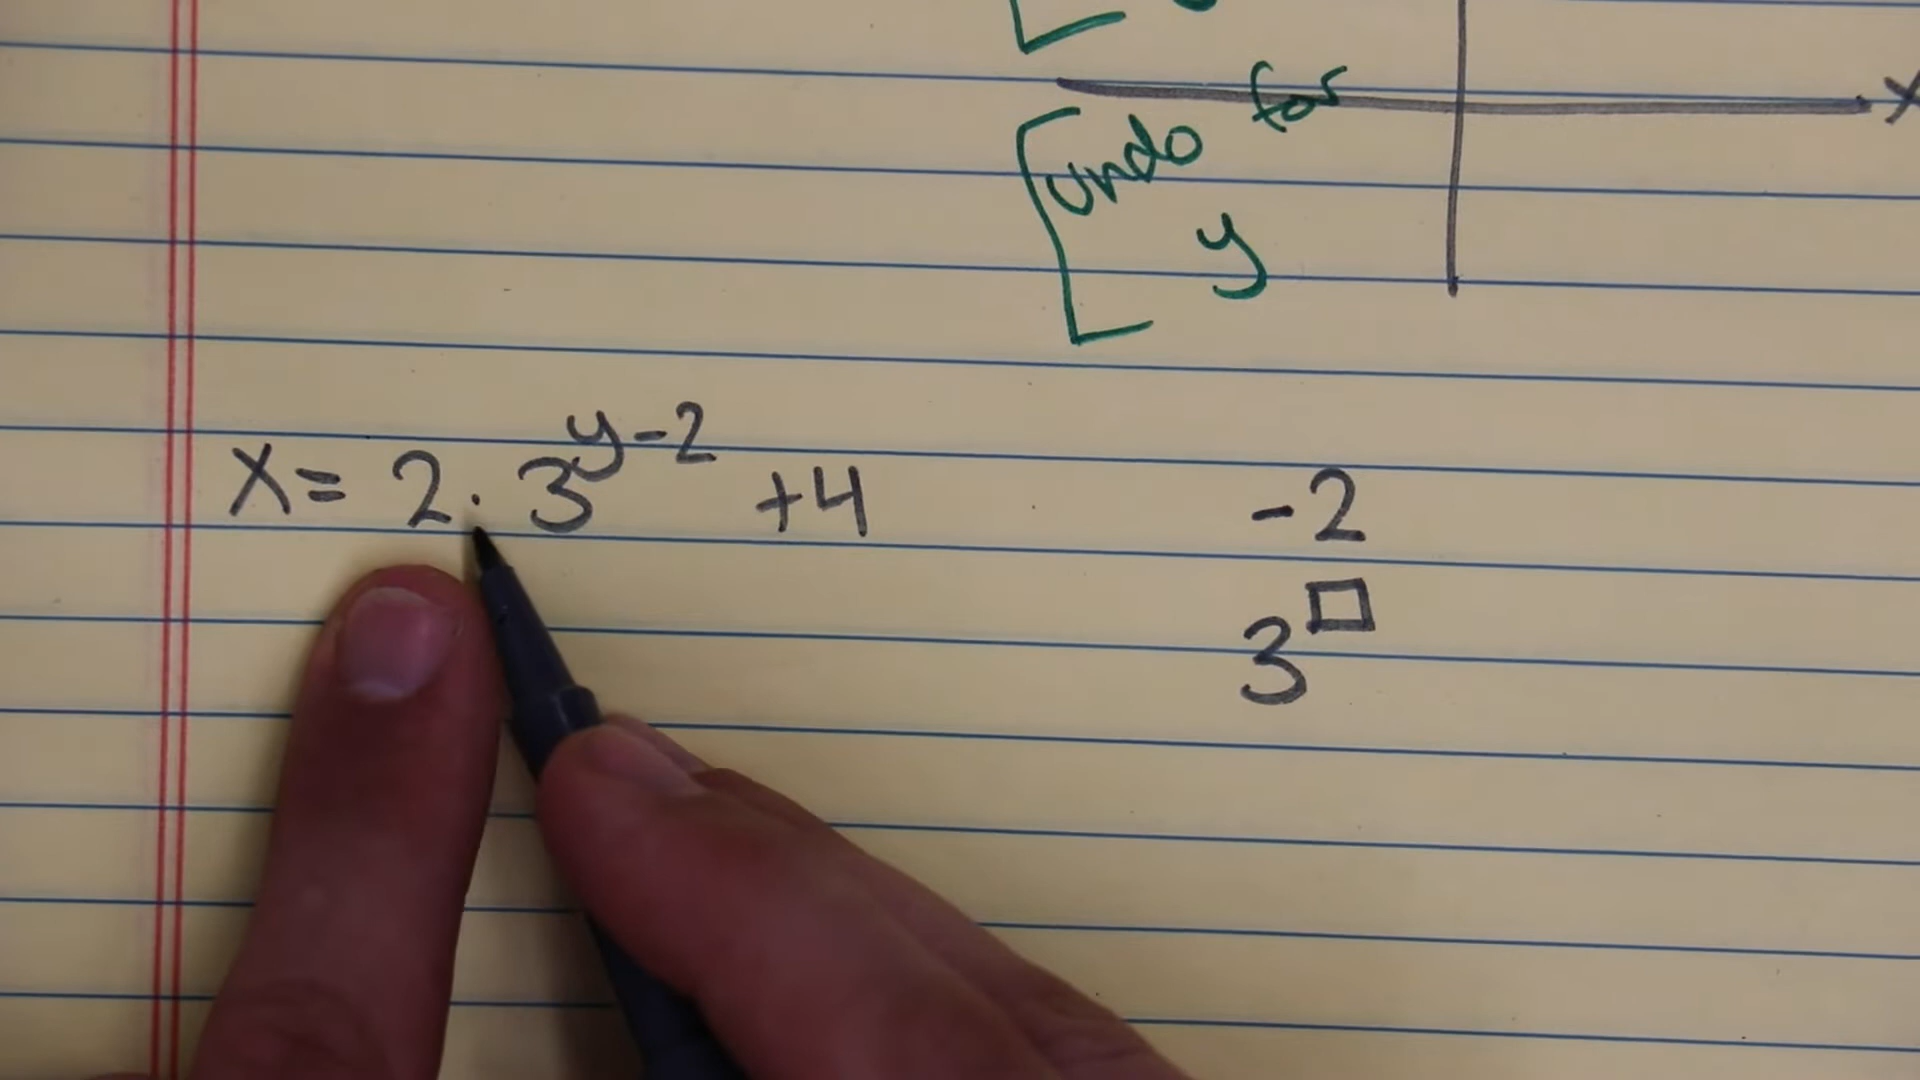 undo for
y
x
x = 2 · 3^{y-2} + 4
-2
3^□